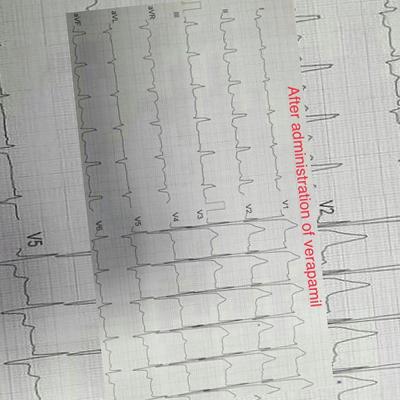 After administration of verapamil
I
II
III
aVR
aVL
aVF
V1
V2
V3
V4
V5
V6
V2
V5